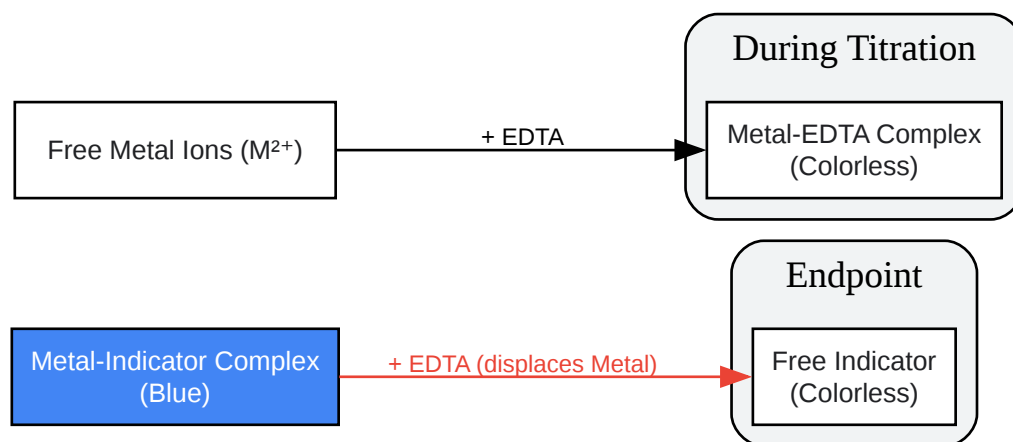 During Titration
Free Metal Ions (M²⁺)
+ EDTA
Metal-EDTA Complex
(Colorless)
Endpoint
Metal-Indicator Complex
(Blue)
+ EDTA (displaces Metal)
Free Indicator
(Colorless)